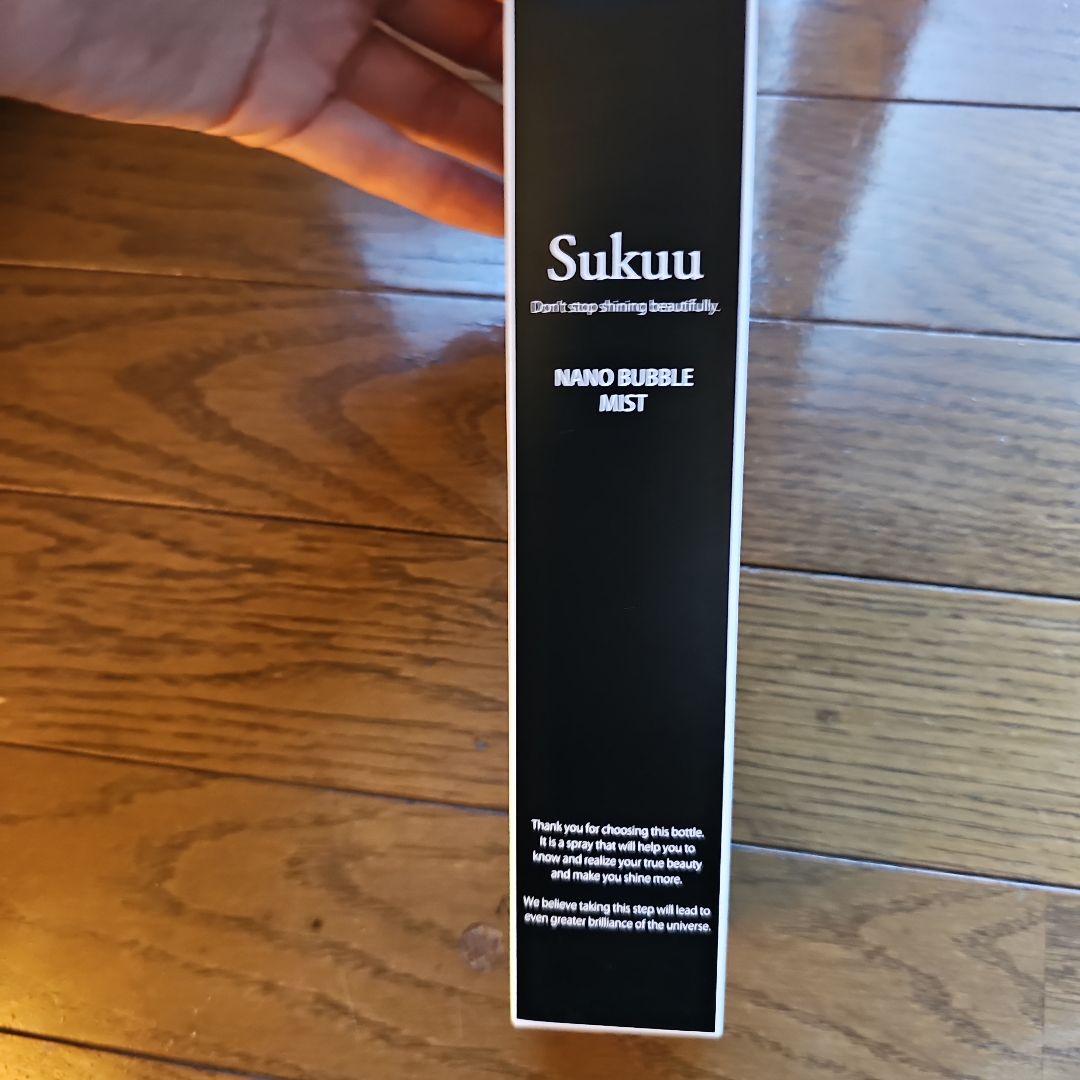 Sukuu
Don't stop shining beautifully.
NANO BUBBLE
MIST
Thank you for choosing this bottle.
It is a spray that will help you to
know and realize your true beauty
and make you shine more.
We believe taking this step will lead to
even greater brilliance of the universe.